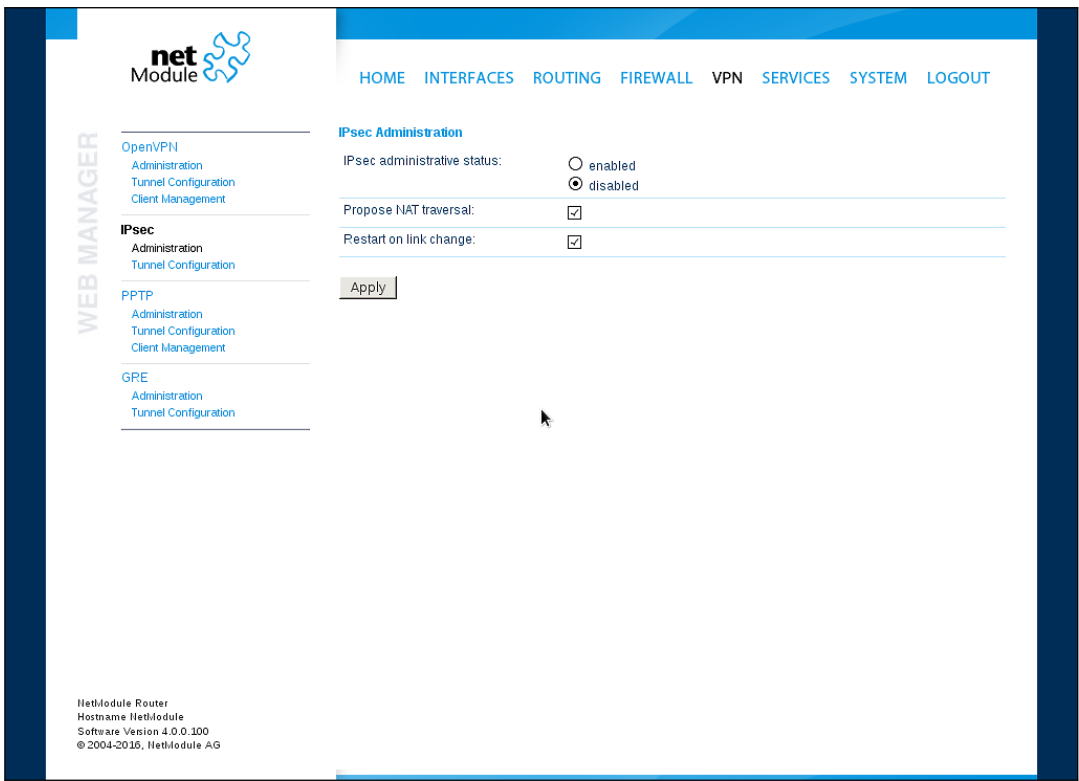 net
Module
HOME INTERFACES ROUTING FIREWALL VPN SERVICES SYSTEM LOGOUT
WEB MANAGER
OpenVPN
Administration
Tunnel Configuration
Client Management
IPsec
Administration
Tunnel Configuration
PPTP
Administration
Tunnel Configuration
Client Management
GRE
Administration
Tunnel Configuration
IPsec Administration
IPsec administrative status:
enabled
disabled
Propose NAT traversal:
Restart on link change:
Apply
NetModule Router
Hostname NetModule
Software Version 4.0.0.100
© 2004-2016, NetModule AG